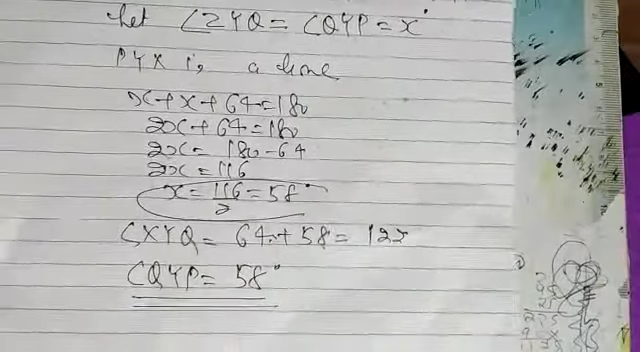 Let ∠ZYQ = ∠QYP = x°
PYX is a line
x + x + 64 = 180
2x + 64 = 180
2x = 180 - 64
2x = 116
x = 116/2 = 58°
∠XYQ = 64 + 58 = 122
∠QYP = 58°